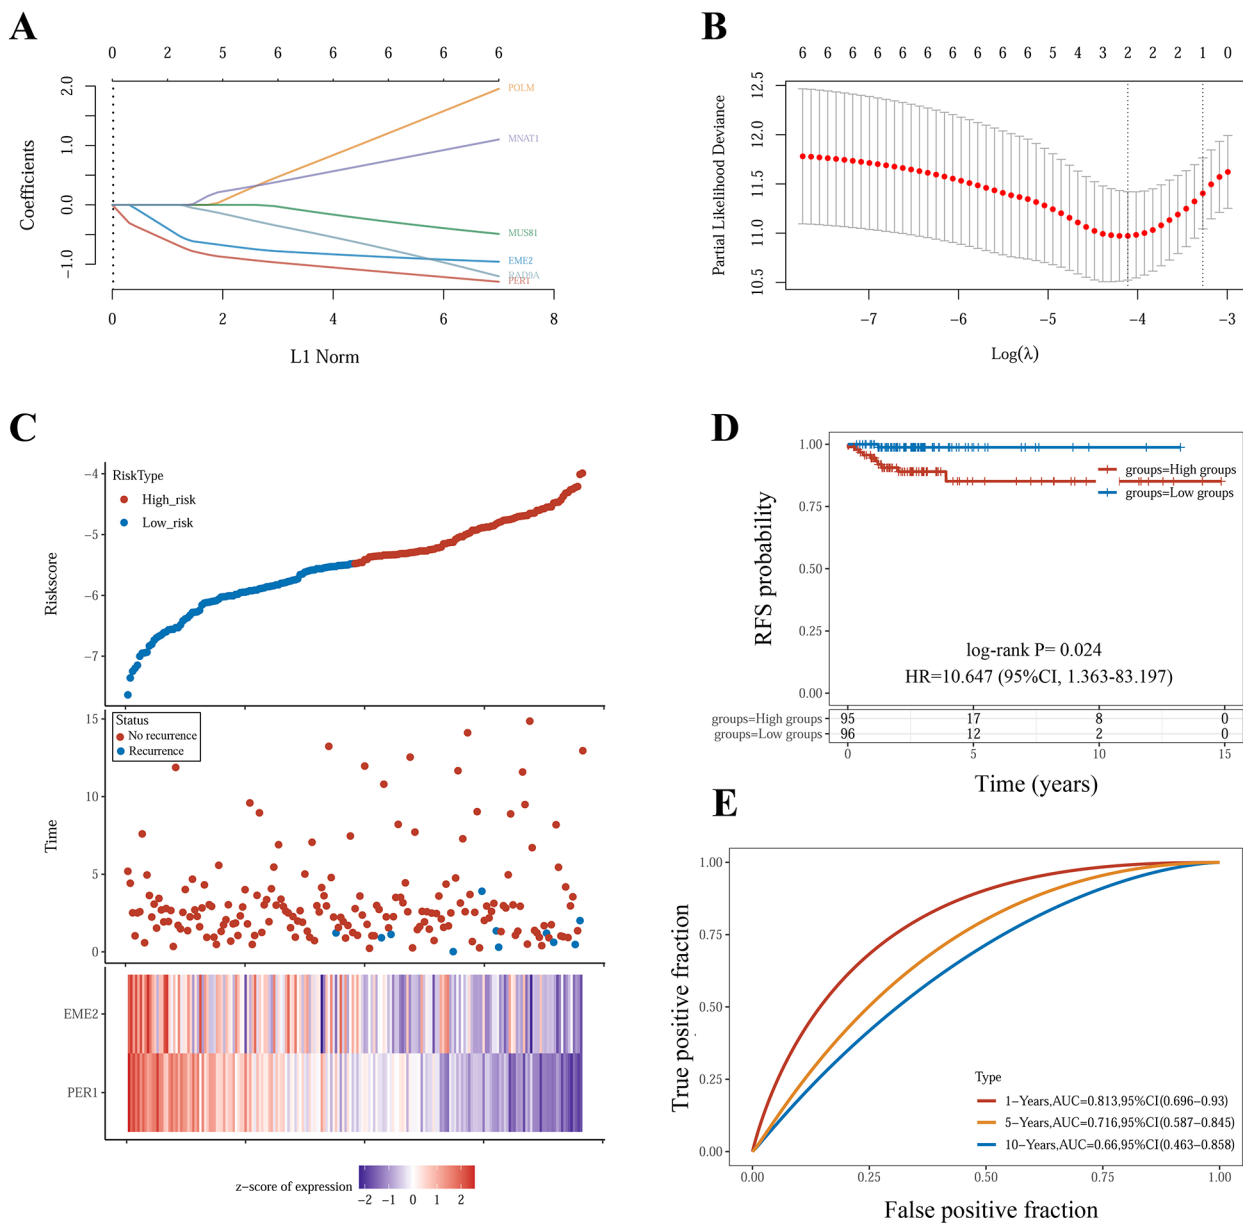 A
0 2 5 6 6 6 6 6
Coefficients
2.0
1.0
0.0
−1.0
POLM
MNAT1
MUS81
EME2
RAD9A
PER1
0 2 4 6 8
L1 Norm
B
6 6 6 6 6 6 6 6 5 4 3 2 2 2 1 0
Partial Likelihood Deviance
12.5
12.0
11.5
11.0
10.5
−7 −6 −5 −4 −3
Log(λ)
C
RiskType
High_risk
Low_risk
Riskscore
−4
−5
−6
−7
Status
No recurrence
Recurrence
Time
15
10
5
0
EME2
PER1
z−score of expression
−2 −1 0 1 2
D
RFS probability
1.00
0.75
0.50
0.25
0.00
groups=High groups
groups=Low groups
log-rank P= 0.024
HR=10.647 (95%CI, 1.363-83.197)
groups=High groups 95 17 8 0
groups=Low groups 96 12 2 0
0 5 10 15
Time (years)
E
True positive fraction
1.00
0.75
0.50
0.25
0.00
Type
1−Years,AUC=0.813,95%CI(0.696−0.93)
5−Years,AUC=0.716,95%CI(0.587−0.845)
10−Years,AUC=0.66,95%CI(0.463−0.858)
0.00 0.25 0.50 0.75 1.00
False positive fraction